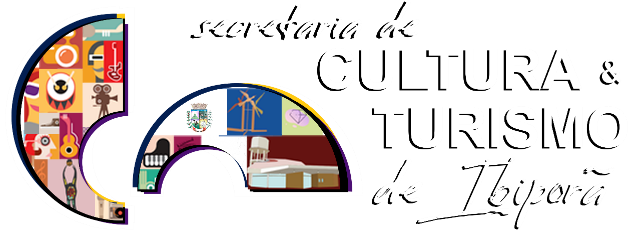 secretaria de
CULTURA &
TURISMO
de Ibiporã